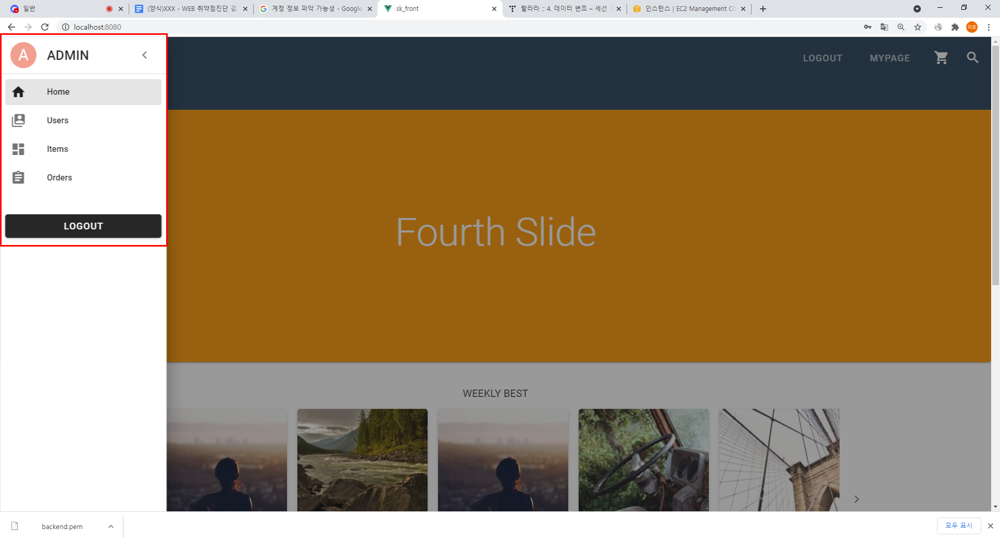 일반
(양식)XXX - WEB 취약점진단 결
계정 정보 파악 가능성 - Google
sk_front
랄라라 :: 4. 데이터 변조 – 세션
인스턴스 | EC2 Management Co
localhost:8080
지호
A
ADMIN
LOGOUT
MYPAGE
Home
Users
Items
Orders
LOGOUT
Fourth Slide
WEEKLY BEST
backend.pem
모두 표시